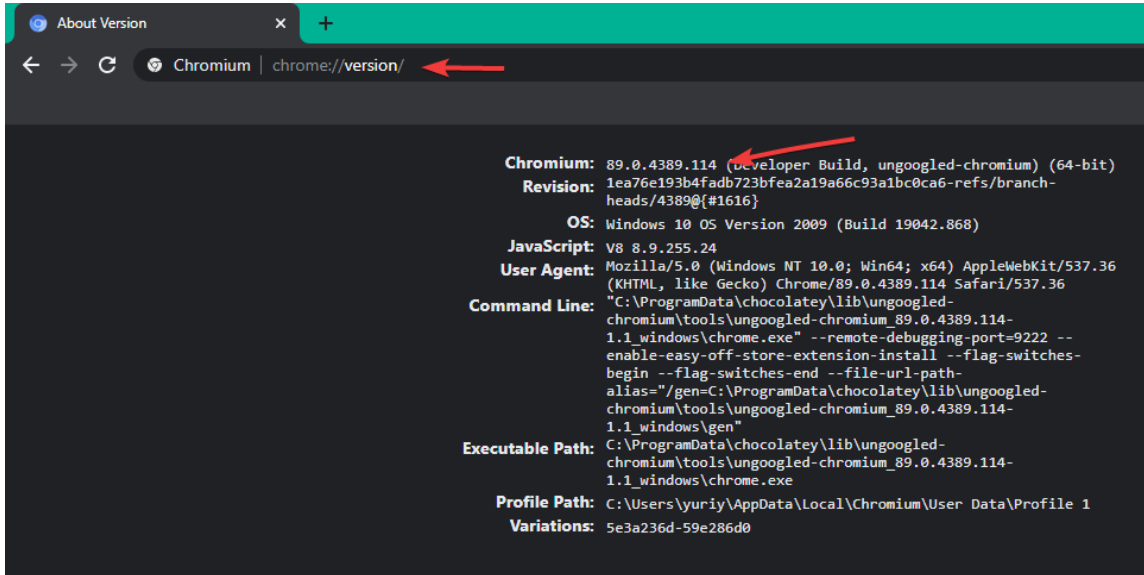 About Version
Chromium | chrome://version/
Chromium: 89.0.4389.114 (Developer Build, ungoogled-chromium) (64-bit)
Revision: 1ea76e193b4fadb723bfea2a19a66c93a1bc0ca6-refs/branch-
heads/4389@{#1616}
OS: Windows 10 OS Version 2009 (Build 19042.868)
JavaScript: V8 8.9.255.24
User Agent: Mozilla/5.0 (Windows NT 10.0; Win64; x64) AppleWebKit/537.36
(KHTML, like Gecko) Chrome/89.0.4389.114 Safari/537.36
Command Line: "C:\ProgramData\chocolatey\lib\ungoogled-
chromium\tools\ungoogled-chromium_89.0.4389.114-
1.1_windows\chrome.exe" --remote-debugging-port=9222 --
enable-easy-off-store-extension-install --flag-switches-
begin --flag-switches-end --file-url-path-
alias="/gen=C:\ProgramData\chocolatey\lib\ungoogled-
chromium\tools\ungoogled-chromium_89.0.4389.114-
1.1_windows\gen"
Executable Path: C:\ProgramData\chocolatey\lib\ungoogled-
chromium\tools\ungoogled-chromium_89.0.4389.114-
1.1_windows\chrome.exe
Profile Path: C:\Users\yuriy\AppData\Local\Chromium\User Data\Profile 1
Variations: 5e3a236d-59e286d0